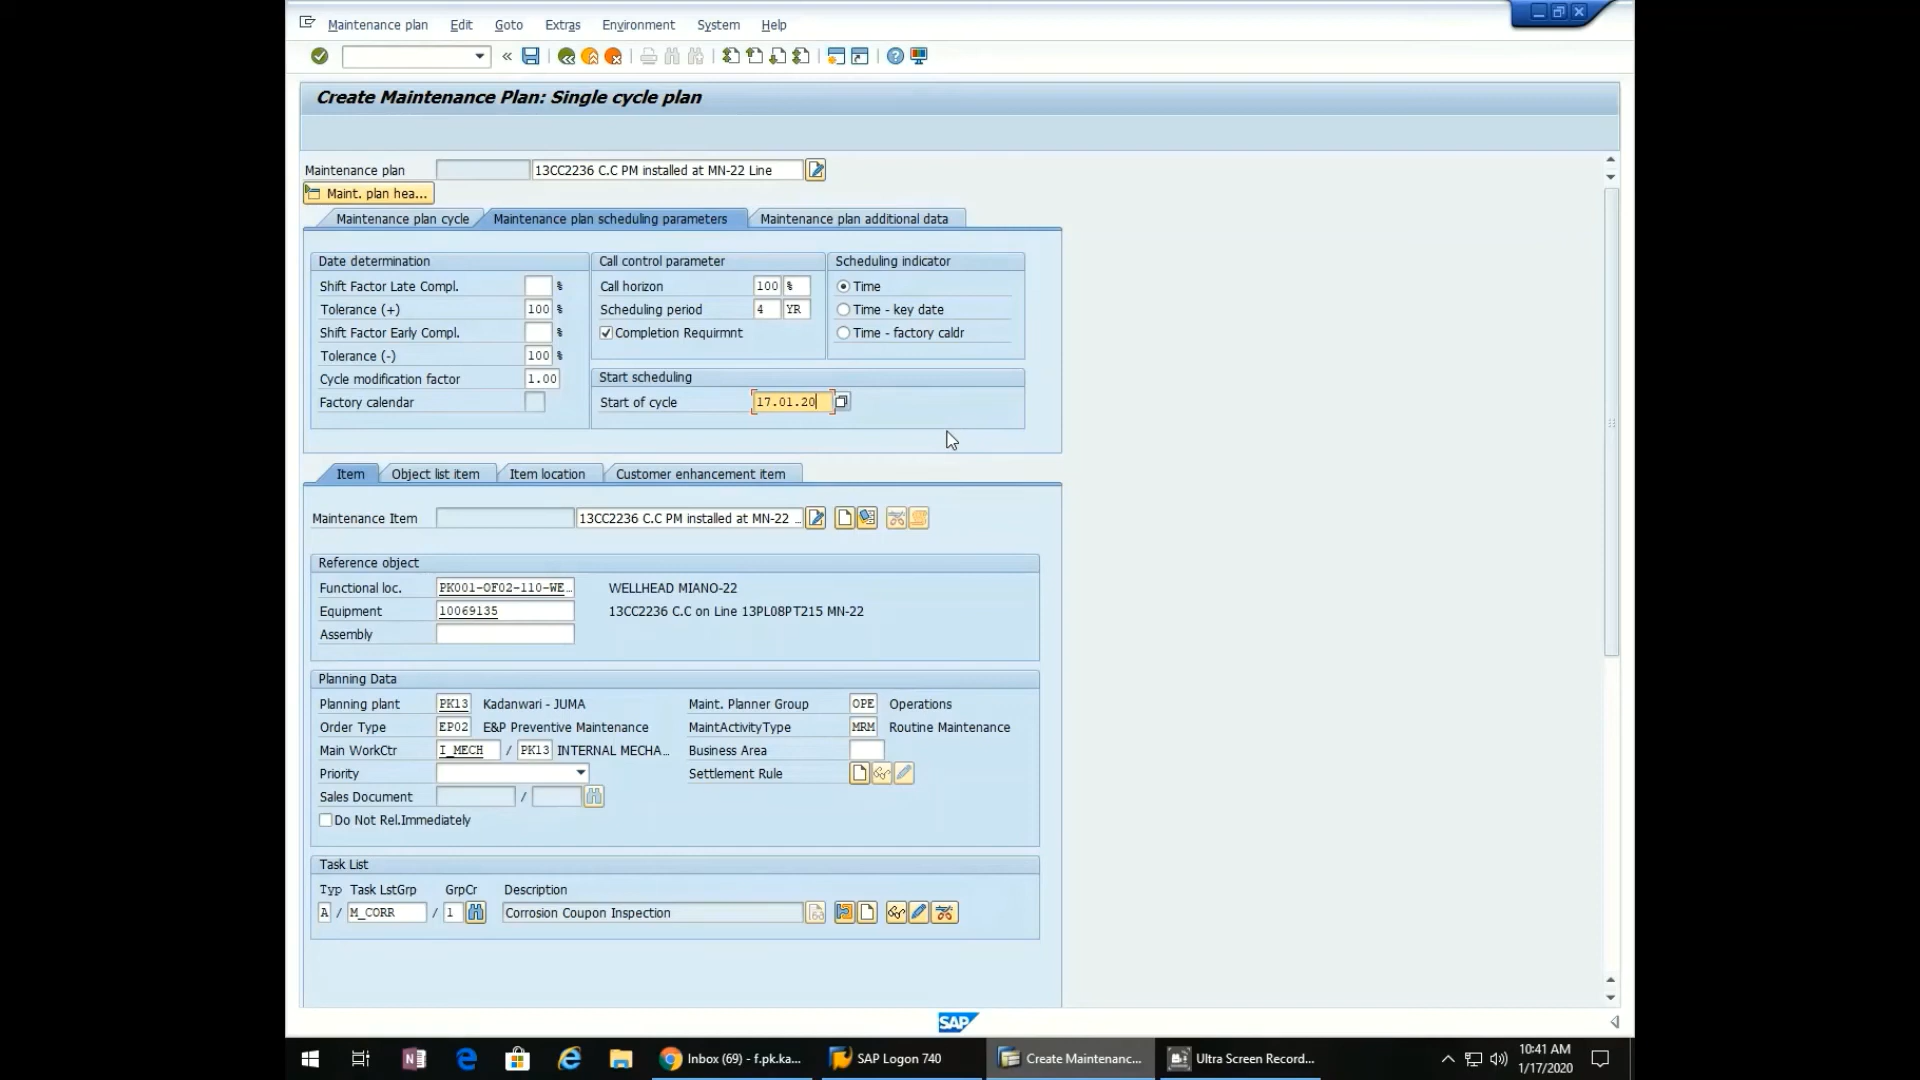 Maintenance plan Edit Goto Extras Environment System Help
Create Maintenance Plan: Single cycle plan
Maintenance plan 13CC2236 C.C PM installed at MN-22 Line
Maint. plan hea...
Maintenance plan cycle Maintenance plan scheduling parameters Maintenance plan additional data
Date determination Call control parameter Scheduling indicator
Shift Factor Late Compl. % Call horizon 100 % Time
Tolerance (+) 100 % Scheduling period 4 YR Time - key date
Shift Factor Early Compl. % Completion Requirmnt Time - factory caldr
Tolerance (-) 100 %
Cycle modification factor 1.00 Start scheduling
Factory calendar Start of cycle 17.01.20
Item Object list item Item location Customer enhancement item
Maintenance Item 13CC2236 C.C PM installed at MN-22 ...
Reference object
Functional loc. PK001-OF02-110-WE... WELLHEAD MIANO-22
Equipment 10069135 13CC2236 C.C on Line 13PL08PT215 MN-22
Assembly
Planning Data
Planning plant PK13 Kadanwari - JUMA Maint. Planner Group OPE Operations
Order Type EP02 E&P Preventive Maintenance MaintActivityType MRM Routine Maintenance
Main WorkCtr I_MECH / PK13 INTERNAL MECHA... Business Area
Priority Settlement Rule
Sales Document /
Do Not Rel.Immediately
Task List
Typ Task LstGrp GrpCr Description
A / M_CORR / 1 Corrosion Coupon Inspection
SAP
Inbox (69) - f.pk.ka... SAP Logon 740 Create Maintenanc... Ultra Screen Record... 10:41 AM
1/17/2020